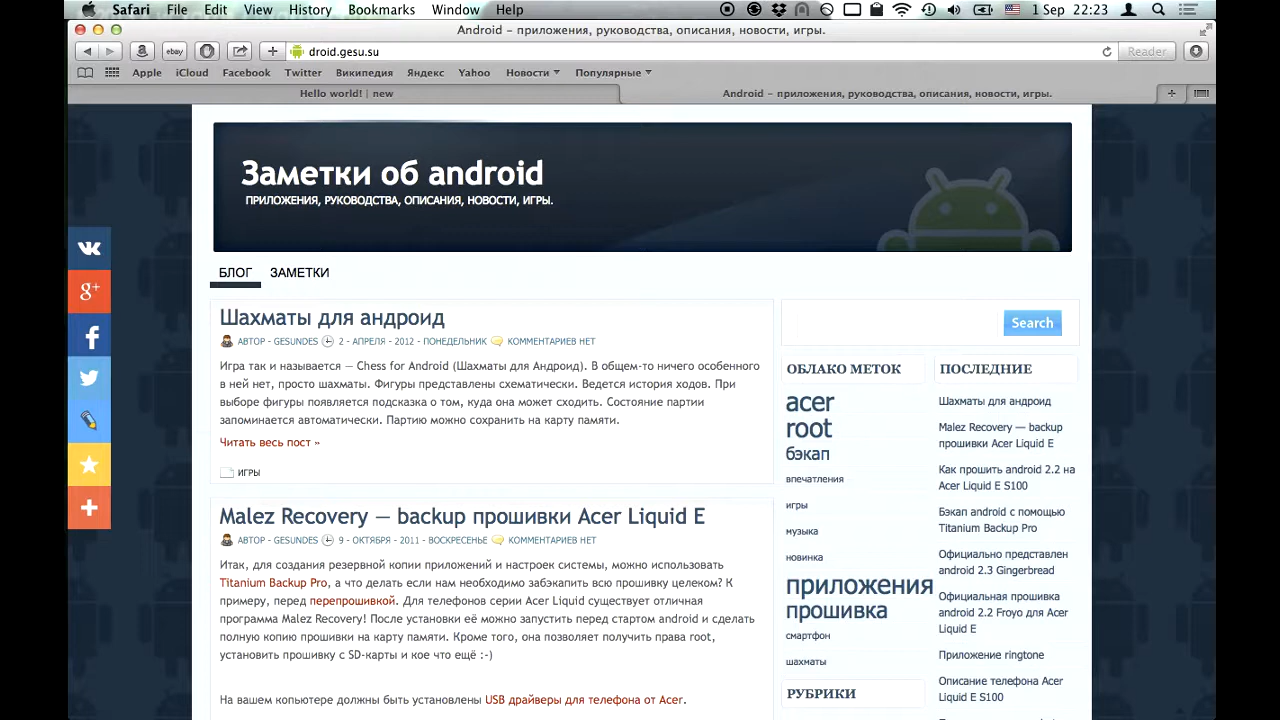 Safari File Edit View History Bookmarks Window Help 1 Sep 22:23
Android – приложения, руководства, описания, новости, игры.
ebay droid.gesu.su Reader
Apple iCloud Facebook Twitter Википедия Яндекс Yahoo Новости Популярные
Hello world! | new Android – приложения, руководства, описания, новости, игры.
Заметки об android
ПРИЛОЖЕНИЯ, РУКОВОДСТВА, ОПИСАНИЯ, НОВОСТИ, ИГРЫ.
БЛОГ ЗАМЕТКИ
Шахматы для андроид
АВТОР - GESUNDES 2 - АПРЕЛЯ - 2012 - ПОНЕДЕЛЬНИК КОММЕНТАРИЕВ НЕТ
Игра так и называется — Chess for Android (Шахматы для Андроид). В общем-то ничего особенного
в ней нет, просто шахматы. Фигуры представлены схематически. Ведется история ходов. При
выборе фигуры появляется подсказка о том, куда она может сходить. Состояние партии
запоминается автоматически. Партию можно сохранить на карту памяти.
Читать весь пост »
ИГРЫ
Malez Recovery — backup прошивки Acer Liquid E
АВТОР - GESUNDES 9 - ОКТЯБРЯ - 2011 - ВОСКРЕСЕНЬЕ КОММЕНТАРИЕВ НЕТ
Итак, для создания резервной копии приложений и настроек системы, можно использовать
Titanium Backup Pro, а что делать если нам необходимо забэкапить всю прошивку целеком? К
примеру, перед перепрошивкой. Для телефонов серии Acer Liquid существует отличная
программа Malez Recovery! После установки её можно запустить перед стартом android и сделать
полную копию прошивки на карту памяти. Кроме того, она позволяет получить права root,
установить прошивку с SD-карты и кое что ещё :-)
На вашем копьютере должны быть установлены USB драйверы для телефона от Acer.
Search
ОБЛАКО МЕТОК
acer
root
бэкап
впечатления
игры
музыка
новинка
приложения
прошивка
смартфон
шахматы
РУБРИКИ
ПОСЛЕДНИЕ
Шахматы для андроид
Malez Recovery — backup
прошивки Acer Liquid E
Как прошить android 2.2 на
Acer Liquid E S100
Бэкап android с помощью
Titanium Backup Pro
Официально представлен
android 2.3 Gingerbread
Официальная прошивка
android 2.2 Froyo для Acer
Liquid E
Приложение ringtone
Описание телефона Acer
Liquid E S100